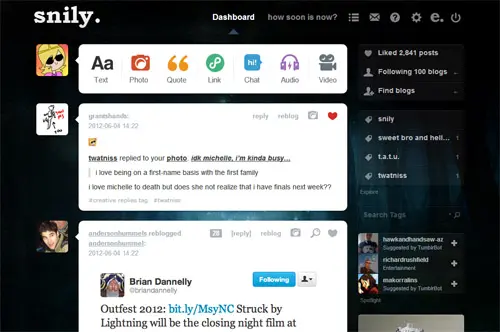 snily.
Dashboard
how soon is now?
e.
Aa
hi!
Text
Photo
Quote
Link
Chat
Audio
Video
Liked 2,841 posts
Following 100 blogs
Find blogs
snily
sweet bro and hell... 1
t.a.t.u. 1
twatniss 1
Explore
Search Tags
hawkandhandsaw-az
Suggested by TumblrBot
richardrushfield
Entertainment
makorralins
Suggested by TumblrBot
Spotlight
grantshands:
reply
reblog
2012-06-04 14:22
twatniss replied to your photo. idk michelle, i'm kinda busy...
i love being on a first-name basis with the first family
i love michelle to death but does she not realize that i have finals next week??
#creative replies tag #twatniss
andersonhummels reblogged
andersonhummel:
28
[reply]
reblog
2012-06-04 14:22
Brian Dannelly
@briandannelly
Following
Outfest 2012: bit.ly/MsyNC Struck by
Lightning will be the closing night film at